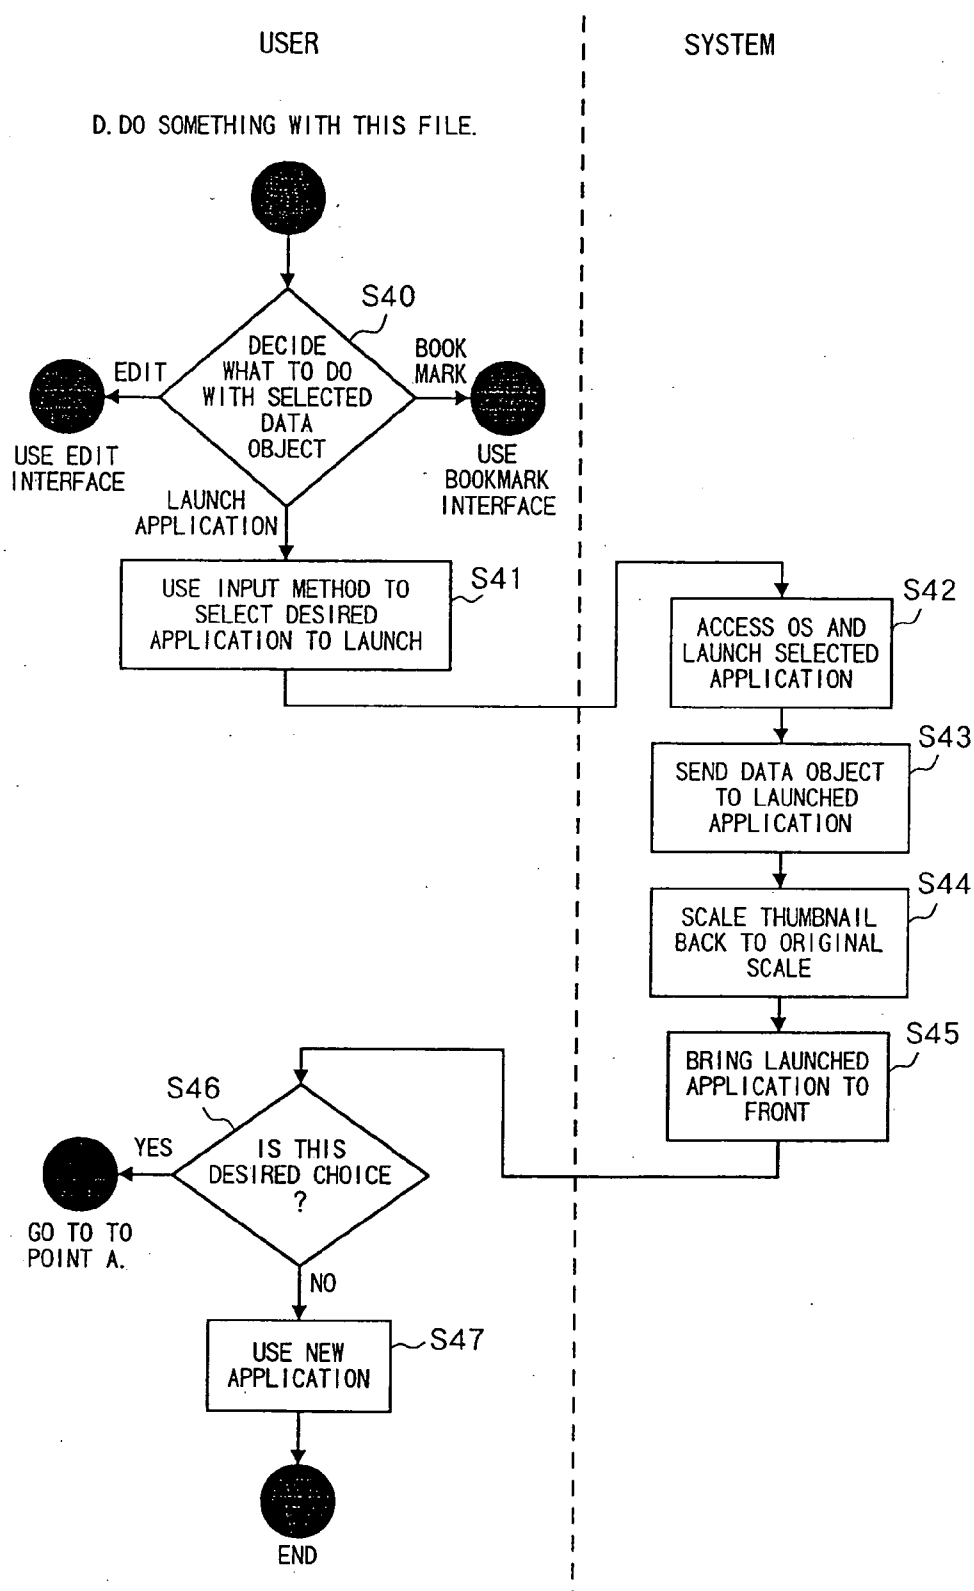 USER
SYSTEM
D. DO SOMETHING WITH THIS FILE.
S40
DECIDE
WHAT TO DO
WITH SELECTED
DATA
OBJECT
EDIT
USE EDIT
INTERFACE
BOOK
MARK
USE
BOOKMARK
INTERFACE
LAUNCH
APPLICATION
S41
USE INPUT METHOD TO
SELECT DESIRED
APPLICATION TO LAUNCH
S42
ACCESS OS AND
LAUNCH SELECTED
APPLICATION
S43
SEND DATA OBJECT
TO LAUNCHED
APPLICATION
S44
SCALE THUMBNAIL
BACK TO ORIGINAL
SCALE
S45
BRING LAUNCHED
APPLICATION TO
FRONT
S46
IS THIS
DESIRED CHOICE
?
YES
GO TO TO
POINT A.
NO
S47
USE NEW
APPLICATION
END